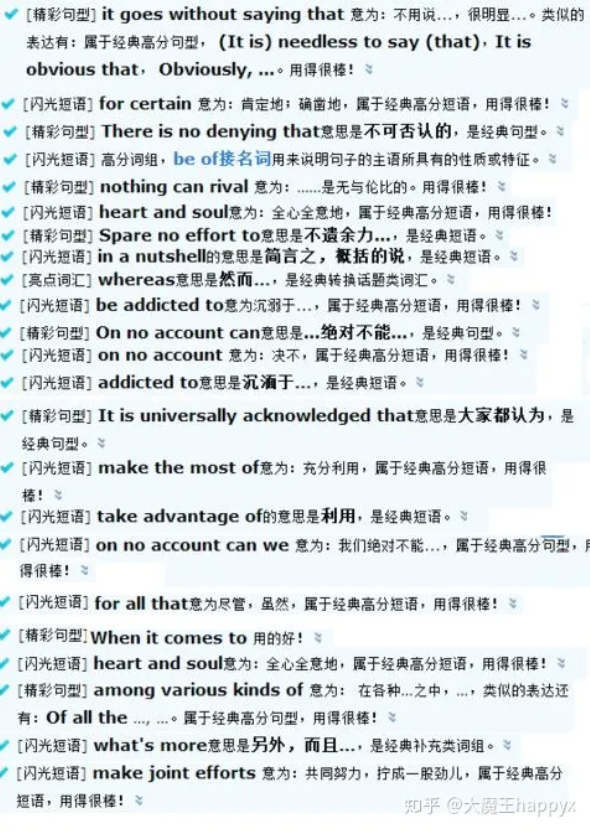 [精彩句型] it goes without saying that 意为：不用说…，很明显…。类似的
表达有：属于经典高分句型，(It is) needless to say (that)，It is
obvious that， Obviously, …。用得很棒！
[闪光短语] for certain 意为：肯定地；确凿地，属于经典高分短语，用得很棒！
[精彩句型] There is no denying that意思是不可否认的，是经典句型。
[闪光短语] 高分词组，be of接名词用来说明句子的主语所具有的性质或特征。
[精彩句型] nothing can rival 意为：……是无与伦比的。用得很棒！
[闪光短语] heart and soul意为：全心全意地，属于经典高分短语，用得很棒！
[精彩句型] Spare no effort to意思是不遗余力…，是经典短语。
[闪光短语] in a nutshell的意思是简言之，概括的说，是经典短语。
[亮点词汇] whereas意思是然而…，是经典转换话题类词汇。
[闪光短语] be addicted to意为沉弱于…，属于经典高分短语，用得很棒！
[精彩句型] On no account can意思是…绝对不能…，是经典句型。
[闪光短语] on no account 意为：决不，属于经典高分短语，用得很棒！
[闪光短语] addicted to意思是沉湎于…，是经典短语。
[精彩句型] It is universally acknowledged that意思是大家都认为，是
经典句型。
[闪光短语] make the most of意为：充分利用，属于经典高分短语，用得很
棒！
[闪光短语] take advantage of的意思是利用，是经典短语。
[闪光短语] on no account can we 意为：我们绝对不能…，属于经典高分句型，用
得很棒！
[闪光短语] for all that意为尽管，虽然，属于经典高分短语，用得很棒！
[精彩句型] When it comes to 用的好！
[闪光短语] heart and soul意为：全心全意地，属于经典高分短语，用得很棒！
[精彩句型] among various kinds of 意为： 在各种…之中，…，类似的表达还
有：Of all the …, …。属于经典高分句型，用得很棒！
[闪光短语] what's more意思是另外，而且…，是经典补充类词组。
[闪光短语] make joint efforts 意为：共同努力，拧成一股劲儿，属于经典高分
短语，用得很棒！
知乎 @大魔王happyx